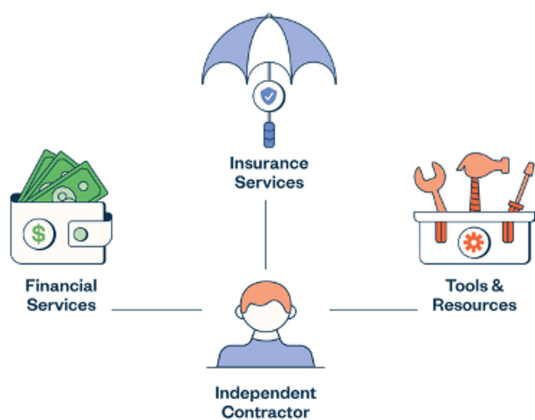 Insurance
Services
Financial
Services
Tools &
Resources
Independent
Contractor
$